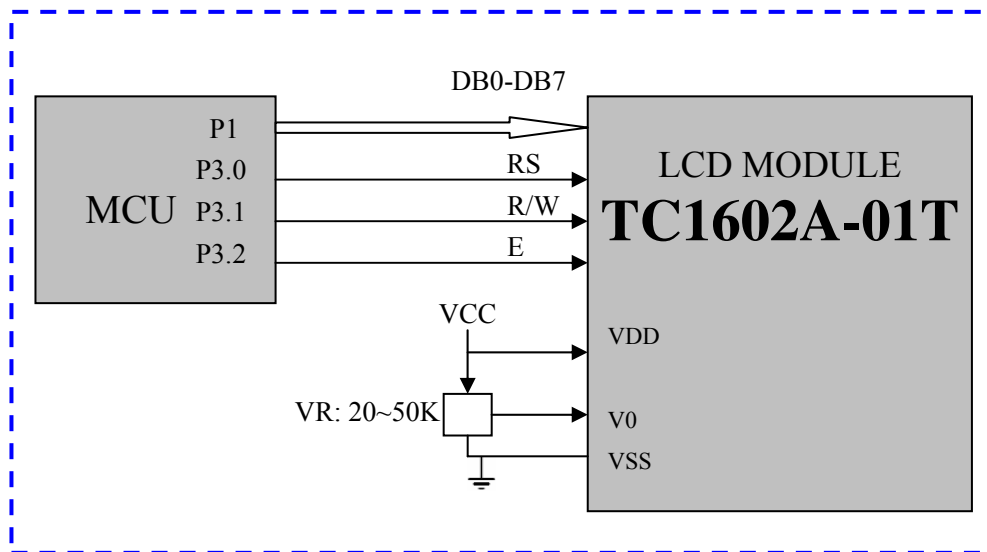 DB0-DB7
MCU
P1
P3.0
P3.1
P3.2
RS
R/W
E
LCD MODULE
TC1602A-01T
VCC
VDD
VR: 20~50K
V0
VSS